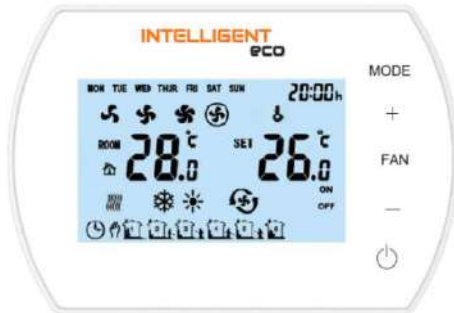 INTELLIGENT
eco
MODE
MON TUE WED THUR FRI SAT SUN
20:00h
+
ROOM 28.0 °C SET 26.0 °C
FAN
ON
OFF
—